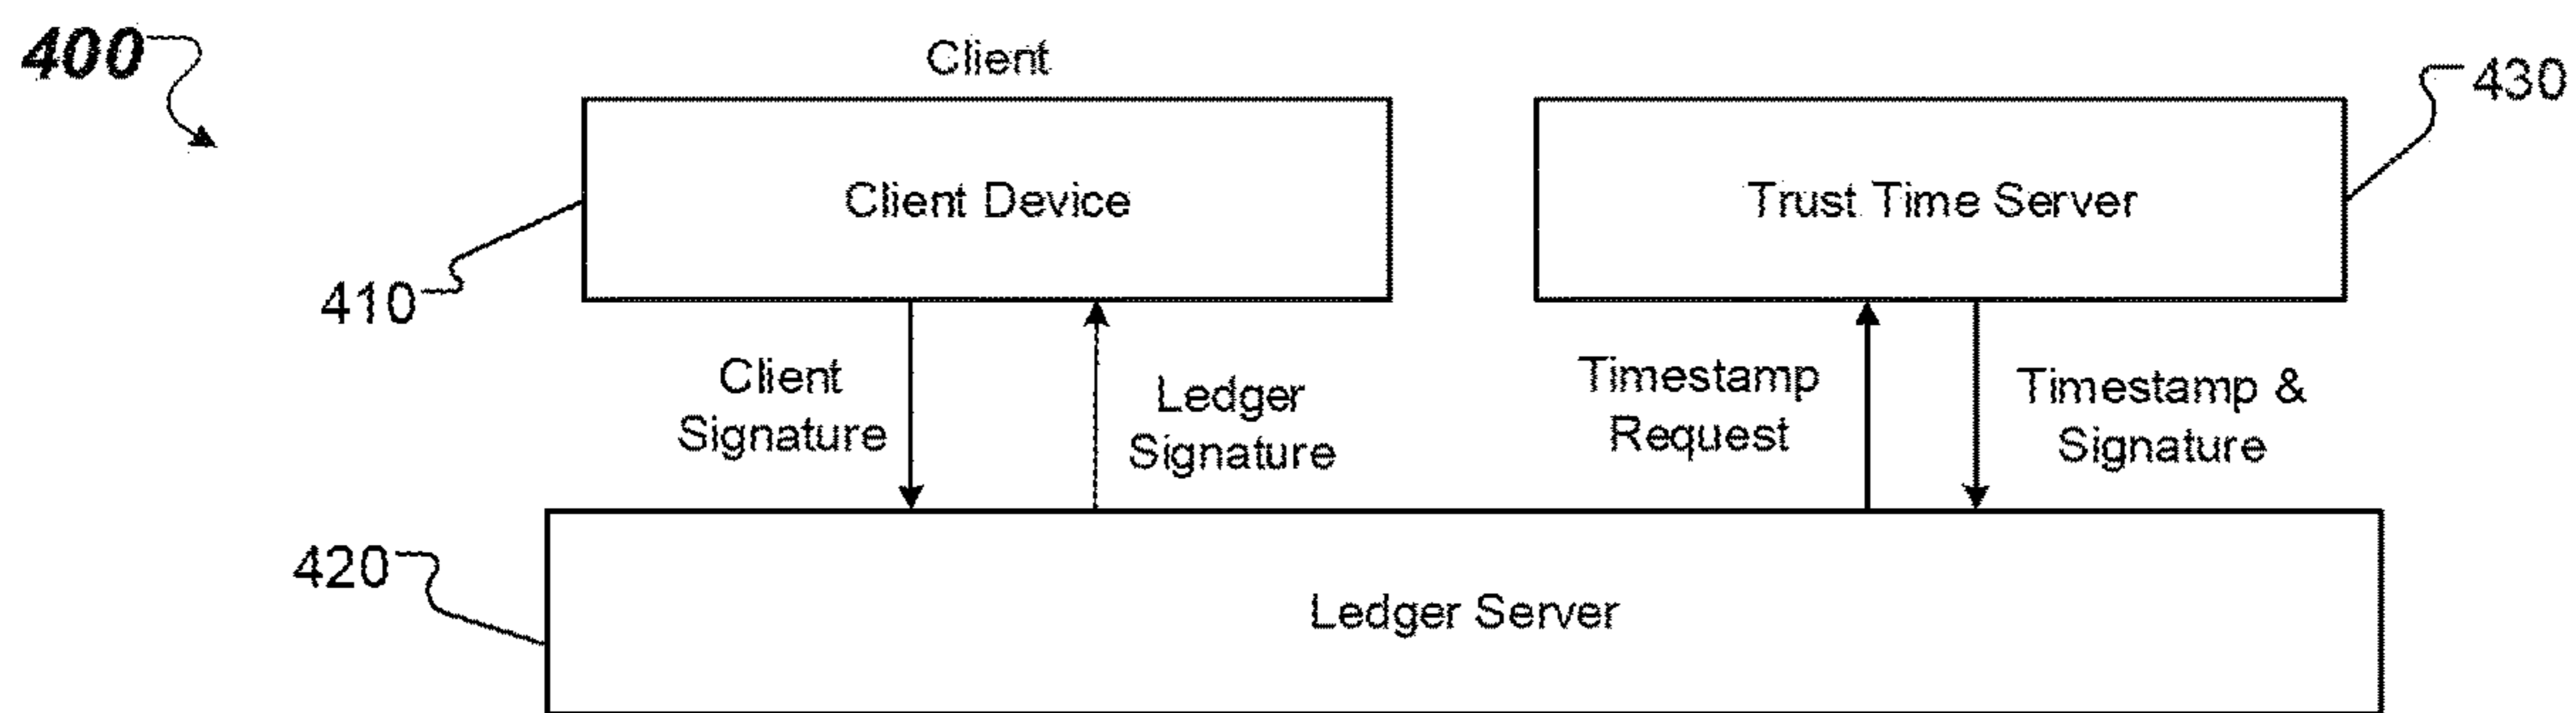 400
Client
430
Client Device
Trust Time Server
410
Client
Signature
Ledger
Signature
Timestamp
Request
Timestamp &
Signature
420
Ledger Server